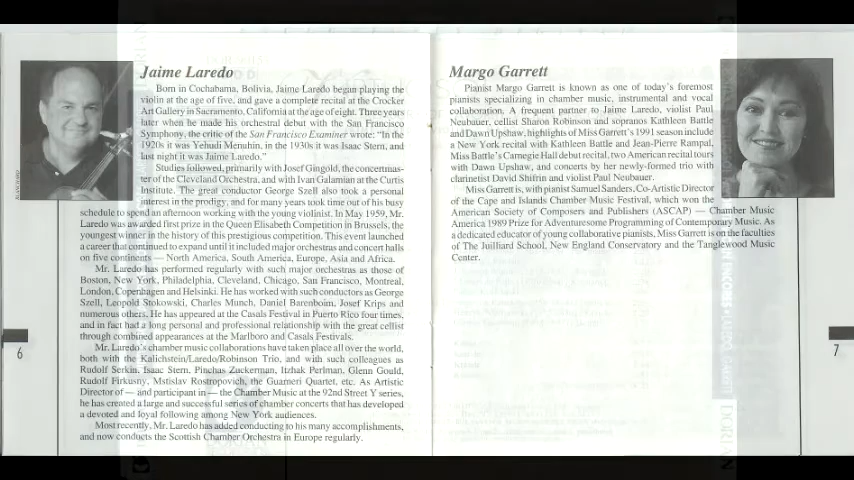 Jaime Laredo
Born in Cochabama, Bolivia, Jaime Laredo began playing the
violin at the age of five, and gave a complete recital at the Crocker
Art Gallery in Sacramento, California at the age of eight. Three years
later when he made his orchestral debut with the San Francisco
Symphony, the critic of the San Francisco Examiner wrote: “In the
1920s it was Yehudi Menuhin, in the 1930s it was Isaac Stern, and
last night it was Jaime Laredo.”
Studies followed, primarily with Josef Gingold, the concertmas-
ter of the Cleveland Orchestra, and with Ivan Galamian at the Curtis
Institute. The great conductor George Szell also took a personal
interest in the prodigy, and for many years took time out of his busy
schedule to spend an afternoon working with the young violinist. In May 1959, Mr.
Laredo was awarded first prize in the Queen Elisabeth Competition in Brussels, the
youngest winner in the history of this prestigious competition. This event launched
a career that continued to expand until it included major orchestras and concert halls
on five continents — North America, South America, Europe, Asia and Africa.
Mr. Laredo has performed regularly with such major orchestras as those of
Boston, New York, Philadelphia, Cleveland, Chicago, San Francisco, Montreal,
London, Copenhagen and Helsinki. He has worked with such conductors as George
Szell, Leopold Stokowski, Charles Munch, Daniel Barenboim, Josef Krips and
numerous others. He has appeared at the Casals Festival in Puerto Rico four times,
and in fact had a long personal and professional relationship with the great cellist
through combined appearances at the Marlboro and Casals Festivals.
Mr. Laredo's chamber music collaborations have taken place all over the world,
both with the Kalichstein/Laredo/Robinson Trio, and with such colleagues as
Rudolf Serkin, Isaac Stern, Pinchas Zuckerman, Itzhak Perlman, Glenn Gould,
Rudolf Firkusny, Mstislav Rostropovich, the Guarneri Quartet, etc. As Artistic
Director of — and participant in — the Chamber Music at the 92nd Street Y series,
he has created a large and successful series of chamber concerts that has developed
a devoted and loyal following among New York audiences.
Most recently, Mr. Laredo has added conducting to his many accomplishments,
and now conducts the Scottish Chamber Orchestra in Europe regularly.
6
Margo Garrett
Pianist Margo Garrett is known as one of today's foremost
pianists specializing in chamber music, instrumental and vocal
collaboration. A frequent partner to Jaime Laredo, violist Paul
Neubauer, cellist Sharon Robinson and sopranos Kathleen Battle
and Dawn Upshaw, highlights of Miss Garrett's 1991 season include
a New York recital with Kathleen Battle and Jean-Pierre Rampal,
Miss Battle's Carnegie Hall debut recital, two American recital tours
with Dawn Upshaw, and concerts by her newly-formed trio with
clarinetist David Shifrin and violist Paul Neubauer.
Miss Garrett is, with pianist Samuel Sanders, Co-Artistic Director
of the Cape and Islands Chamber Music Festival, which won the
American Society of Composers and Publishers (ASCAP) — Chamber Music
America 1989 Prize for Adventuresome Programming of Contemporary Music. As
a dedicated educator of young collaborative pianists, Miss Garrett is on the faculties
of The Juilliard School, New England Conservatory and the Tanglewood Music
Center.
7
ENCORES • LAREDO, GARRETT
DORIAN